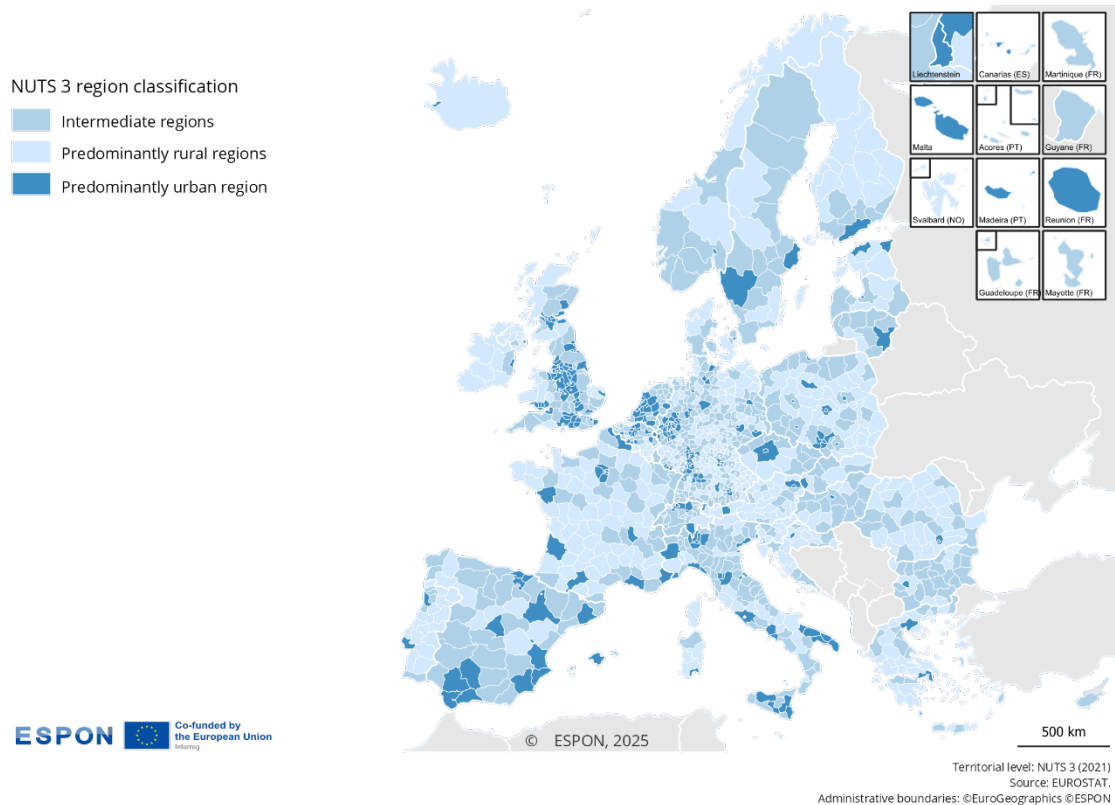 NUTS 3 region classification
Intermediate regions
Predominantly rural regions
Predominantly urban region
Liechtenstein
Canarias (ES)
Martinique (FR)
Malta
Acores (PT)
Guyane (FR)
Svalbard (NO)
Madeira (PT)
Reunion (FR)
Guadeloupe (FR)
Mayotte (FR)
ESPON
Co-funded by
the European Union
Interreg
© ESPON, 2025
500 km
Territorial level: NUTS 3 (2021)
Source: EUROSTAT.
Administrative boundaries: ©EuroGeographics ©ESPON